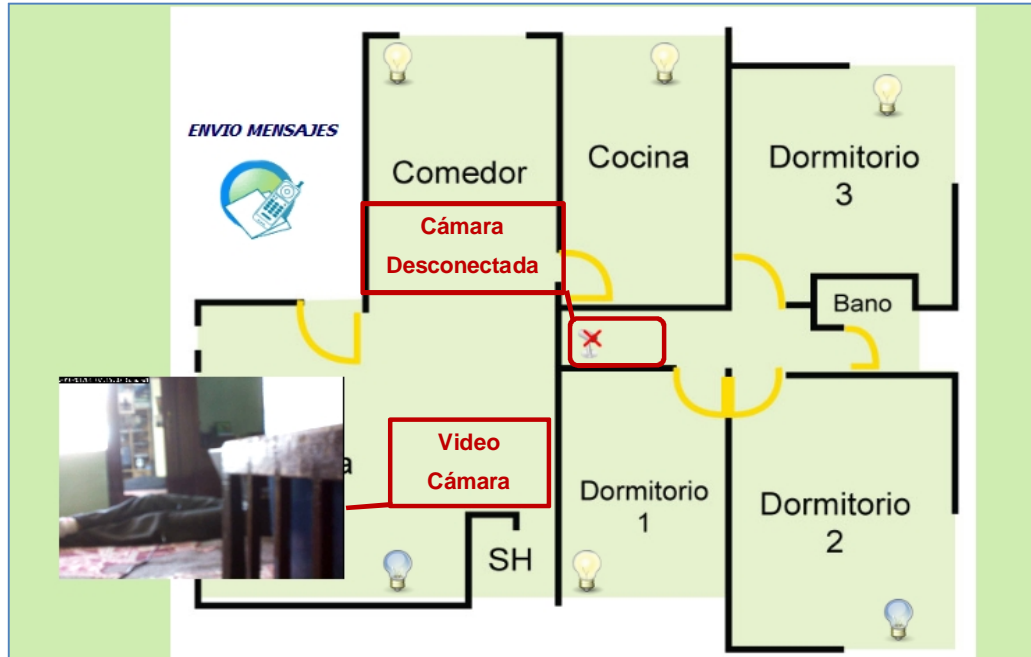 ENVIO MENSAJES
Comedor
Cocina
Dormitorio
3
Cámara
Desconectada
Bano
Video
Cámara
a
Dormitorio
1
Dormitorio
2
SH